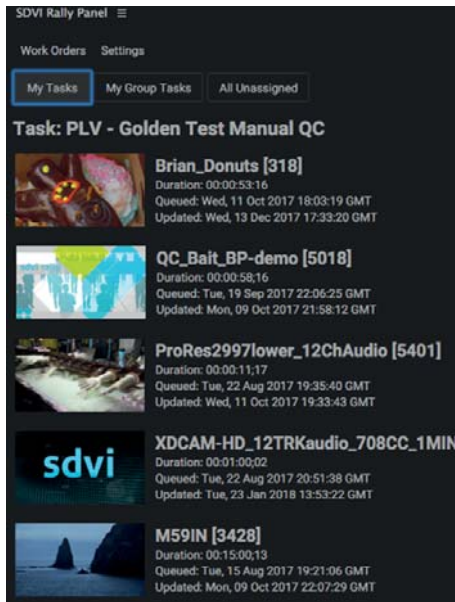 SDVI Rally Panel
Work Orders Settings
My Tasks My Group Tasks All Unassigned
Task: PLV - Golden Test Manual QC
Brian_Donuts [318]
Duration: 00:00:53:16
Queued: Wed, 11 Oct 2017 18:03:19 GMT
Updated: Wed, 13 Dec 2017 17:33:20 GMT
QC_Bait_BP-demo [5018]
Duration: 00:00:58;16
Queued: Tue, 19 Sep 2017 22:06:25 GMT
Updated: Mon, 09 Oct 2017 21:58:12 GMT
ProRes2997lower_12ChAudio [5401]
Duration: 00:00:11;17
Queued: Tue, 22 Aug 2017 19:35:40 GMT
Updated: Wed, 11 Oct 2017 19:33:43 GMT
sdvi
XDCAM-HD_12TRKaudio_708CC_1MIN
Duration: 00:01:00;02
Queued: Tue, 22 Aug 2017 20:51:38 GMT
Updated: Tue, 23 Jan 2018 13:53:22 GMT
M59IN [3428]
Duration: 00:15:00;13
Queued: Tue, 15 Aug 2017 19:21:06 GMT
Updated: Mon, 09 Oct 2017 22:07:29 GMT